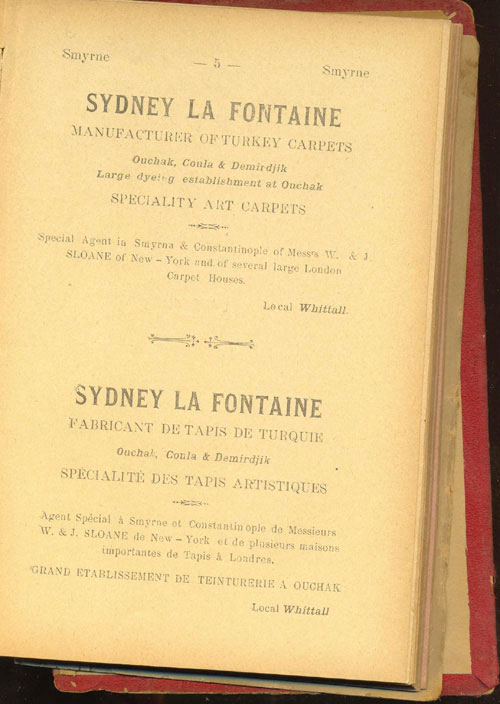 Smyrne
— 5 —
Smyrne
SYDNEY LA FONTAINE
MANUFACTURER OF TURKEY CARPETS
Ouchak, Coula & Demirdjik
Large dyeing establishment at Ouchak
SPECIALITY ART CARPETS
Special Agent in Smyrna & Constantinople of Messrs W. & J.
SLOANE of New - York and of several large London
Carpet Houses.
Local Whittall.
SYDNEY LA FONTAINE
FABRICANT DE TAPIS DE TURQUIE
Ouchak, Coula & Demirdjik
SPÉCIALITÉ DES TAPIS ARTISTIQUES
Agent Spécial à Smyrne et Constantinople de Messieurs
W. & J. SLOANE de New - York et de plusieurs maisons
importantes de Tapis à Londres.
GRAND ETABLISSEMENT DE TEINTURERIE A OUCHAK
Local Whittall